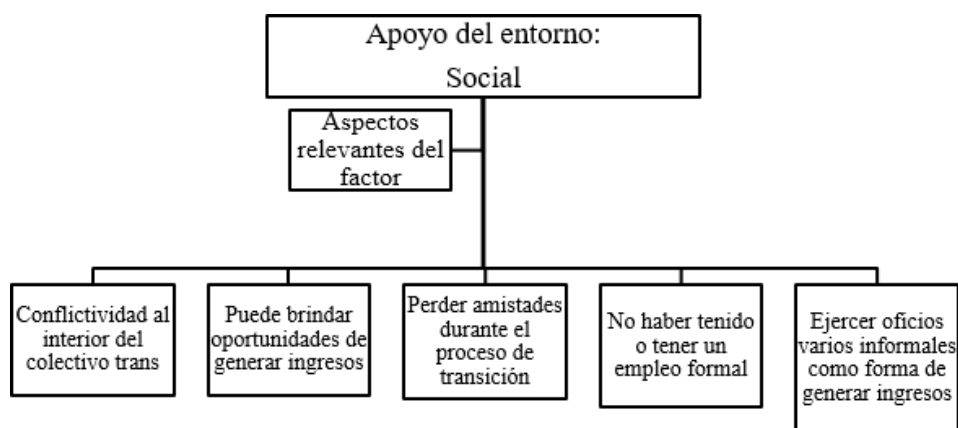 Apoyo del entorno:
Social
Aspectos
relevantes del
factor
Conflictividad al
interior del
colectivo trans
Puede brindar
oportunidades de
generar ingresos
Perder amistades
durante el
proceso de
transición
No haber tenido
o tener un
empleo formal
Ejercer oficios
varios informales
como forma de
generar ingresos